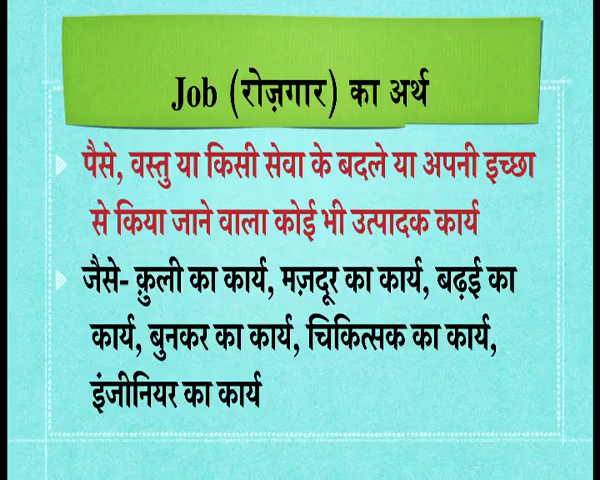 Job (रोज़गार) का अर्थ
पैसे, वस्तु या किसी सेवा के बदले या अपनी इच्छा
से किया जाने वाला कोई भी उत्पादक कार्य
जैसे- क़ुली का कार्य, मज़दूर का कार्य, बढ़ई का
कार्य, बुनकर का कार्य, चिकित्सक का कार्य,
इंजीनियर का कार्य